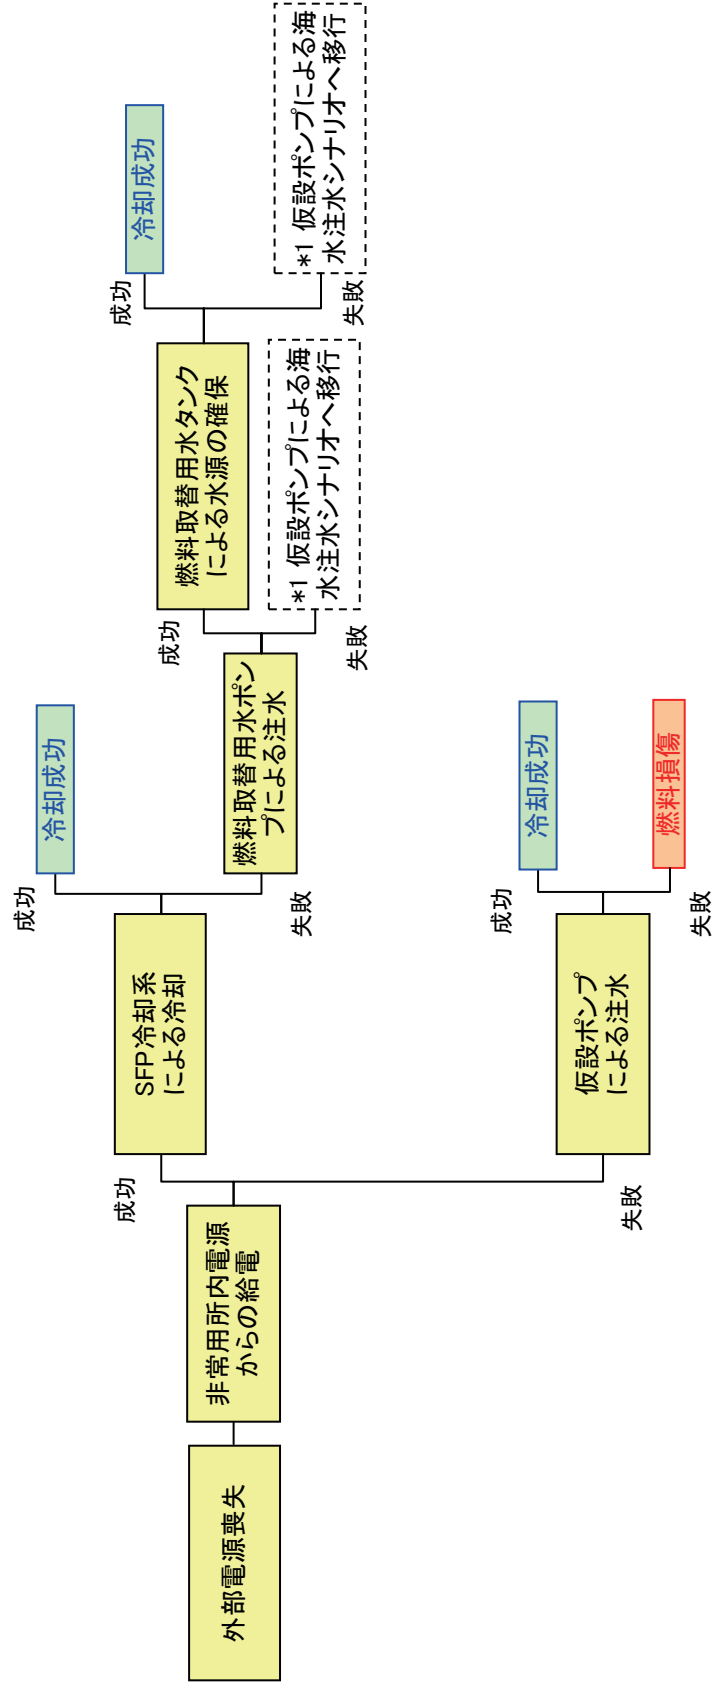 外部電源喪失
非常用所内電源
からの給電
成功
失敗
SFP冷却系
による冷却
成功
冷却成功
失敗
燃料取替用水ポン
プによる注水
成功
失敗
燃料取替用水タンク
による水源の確保
*1 仮設ポンプによる海
水注水シナリオへ移行
成功
冷却成功
失敗
*1 仮設ポンプによる海
水注水シナリオへ移行
仮設ポンプ
による注水
成功
冷却成功
失敗
燃料損傷